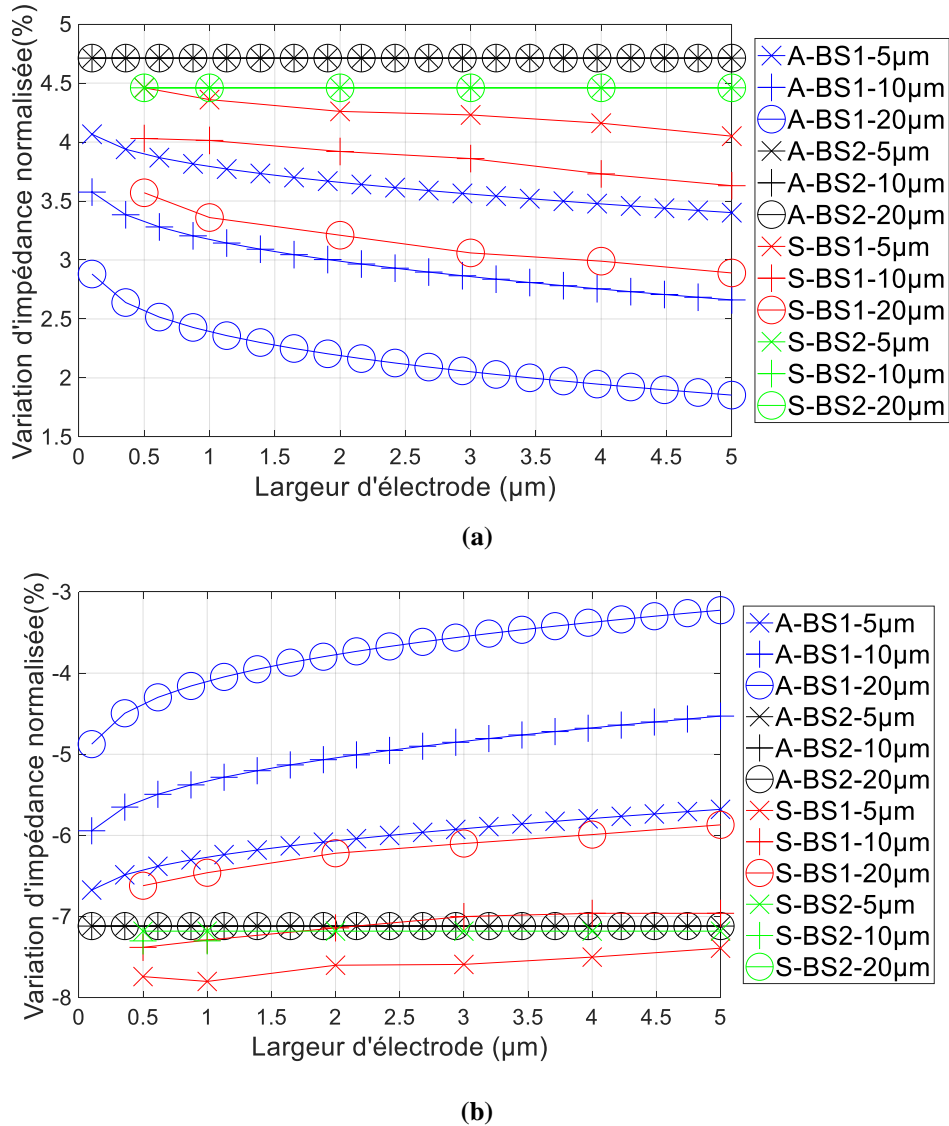 Variation d'impédance normalisée(%)
5
4.5
4
3.5
3
2.5
2
1.5
0
0.5
1
1.5
2
2.5
3
3.5
4
4.5
5
Largeur d'électrode (µm)
A-BS1-5µm
A-BS1-10µm
A-BS1-20µm
A-BS2-5µm
A-BS2-10µm
A-BS2-20µm
S-BS1-5µm
S-BS1-10µm
S-BS1-20µm
S-BS2-5µm
S-BS2-10µm
S-BS2-20µm
(a)
Variation d'impédance normalisée(%)
-3
-4
-5
-6
-7
-8
0
0.5
1
1.5
2
2.5
3
3.5
4
4.5
5
Largeur d'électrode (µm)
A-BS1-5µm
A-BS1-10µm
A-BS1-20µm
A-BS2-5µm
A-BS2-10µm
A-BS2-20µm
S-BS1-5µm
S-BS1-10µm
S-BS1-20µm
S-BS2-5µm
S-BS2-10µm
S-BS2-20µm
(b)